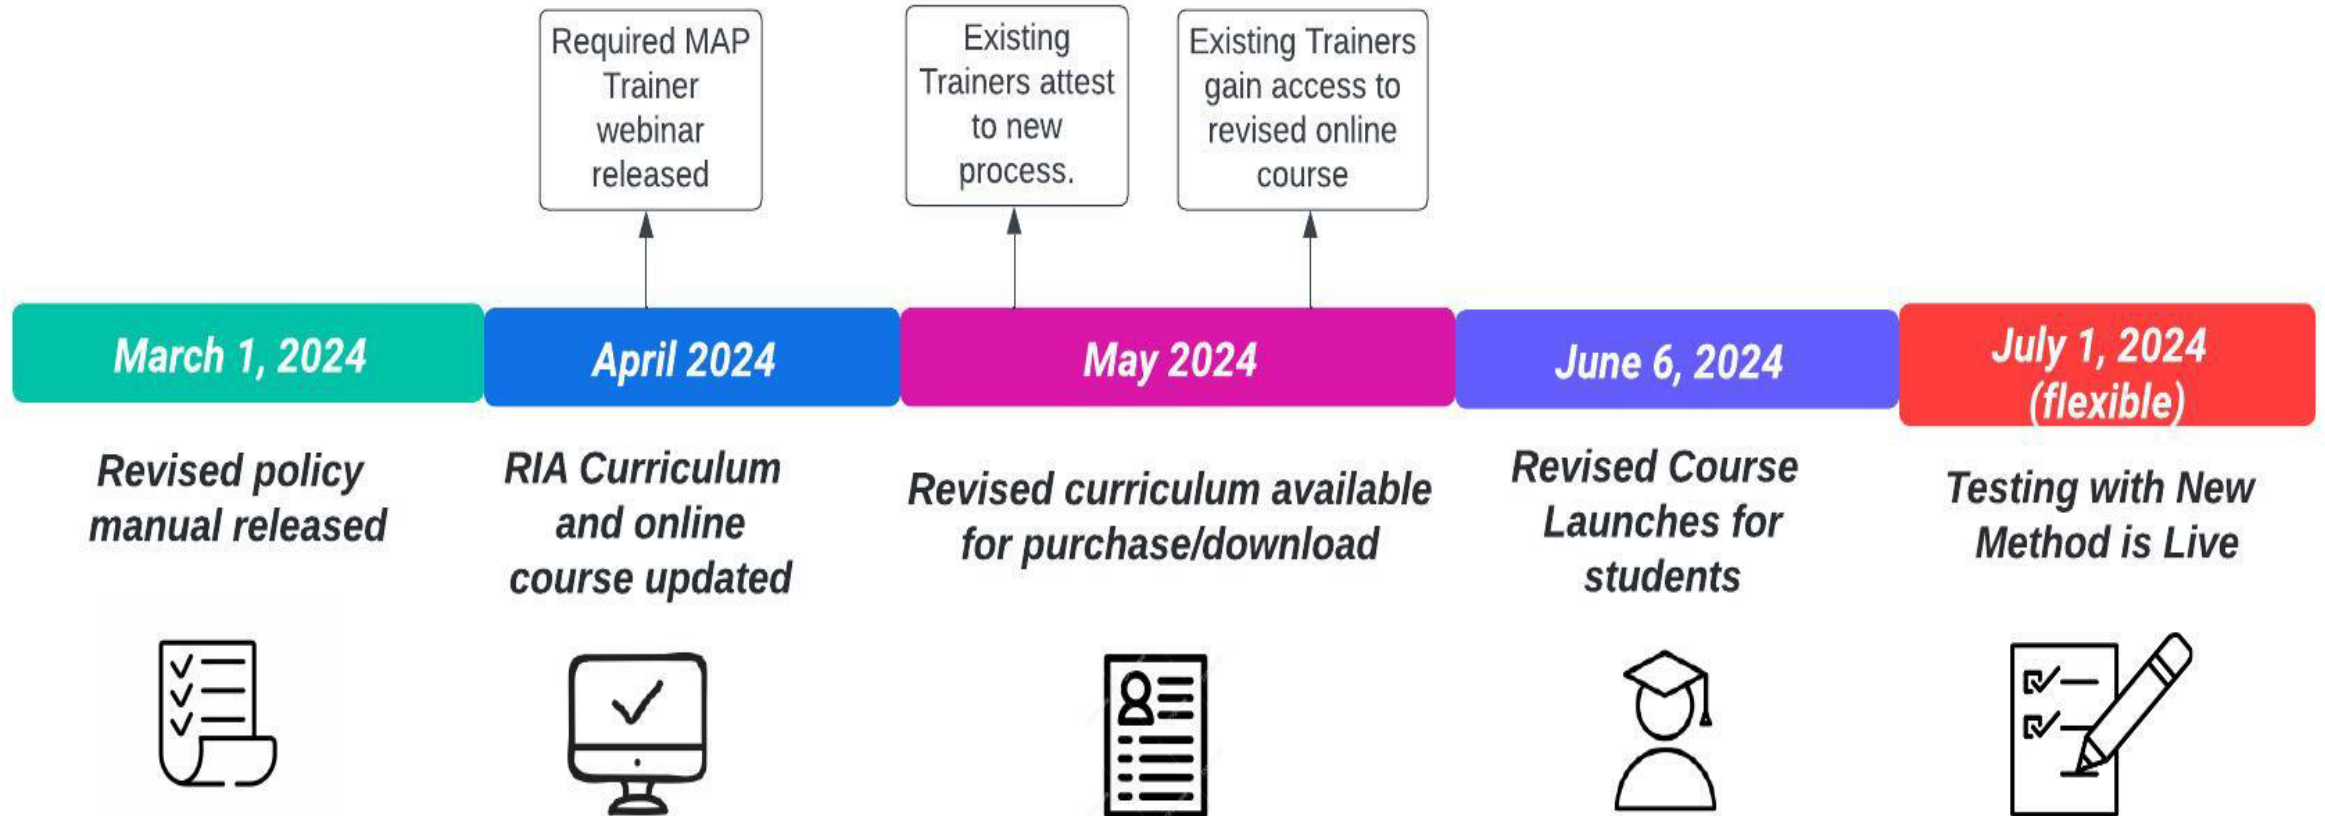 Required MAP
Trainer
webinar
released
Existing
Trainers attest
to new
process.
Existing Trainers
gain access to
revised online
course
March 1, 2024
April 2024
May 2024
June 6, 2024
July 1, 2024
(flexible)
Revised policy
manual released
RIA Curriculum
and online
course updated
Revised curriculum available
for purchase/download
Revised Course
Launches for
students
Testing with New
Method is Live